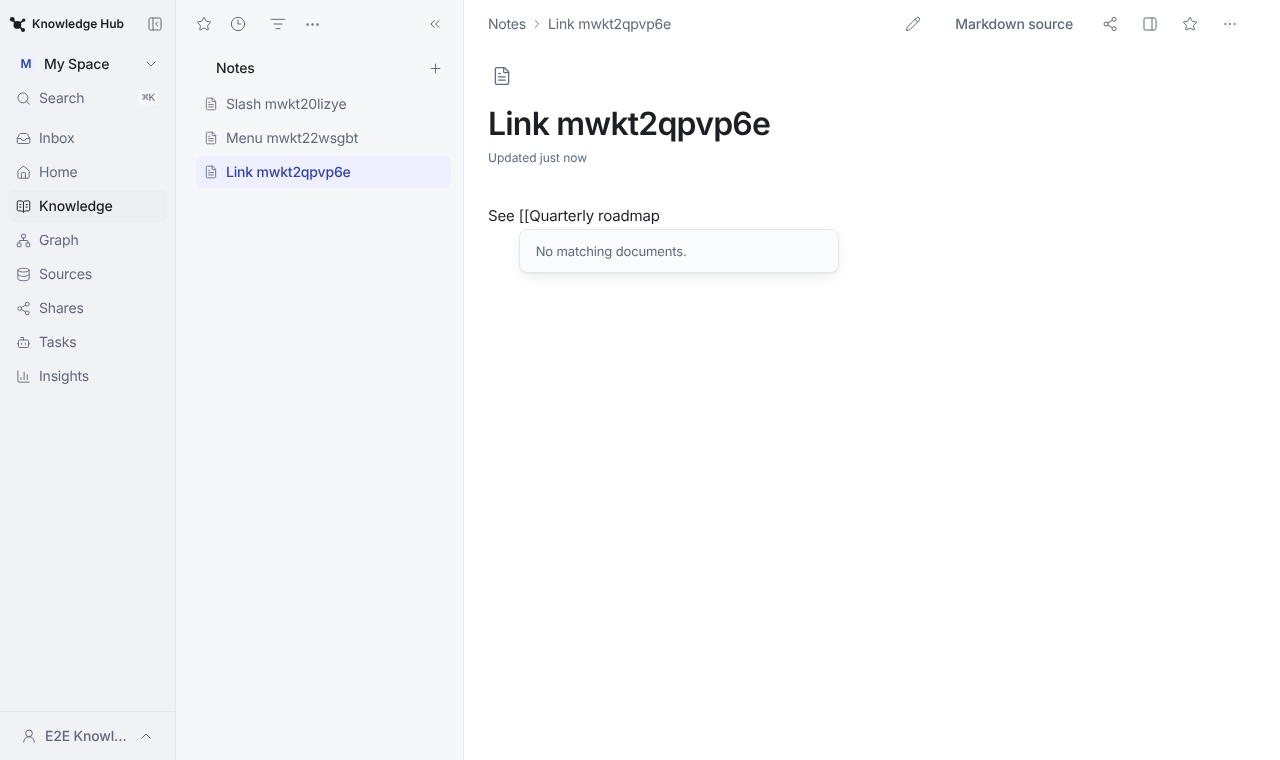 Knowledge Hub
M My Space
Search ⌘K
Inbox
Home
Knowledge
Graph
Sources
Shares
Tasks
Insights
E2E Knowl...
Notes
Slash mwkt20lizye
Menu mwkt22wsgbt
Link mwkt2qpvp6e
Notes > Link mwkt2qpvp6e
Markdown source
Link mwkt2qpvp6e
Updated just now
See [[Quarterly roadmap
No matching documents.